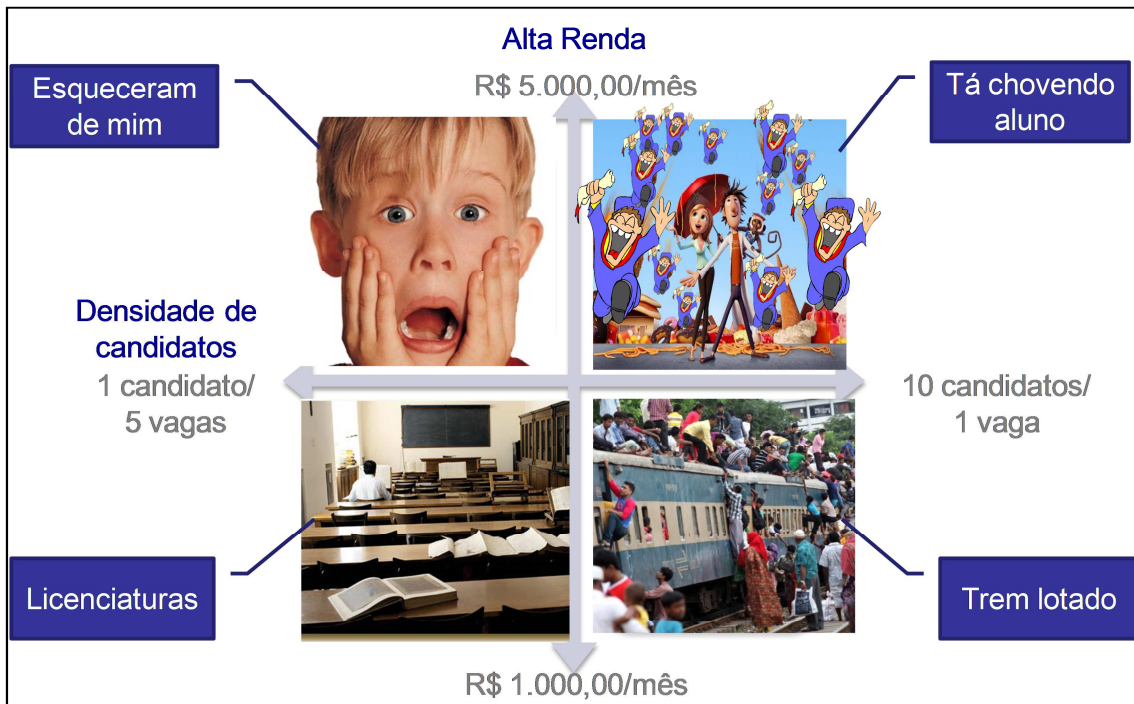 Alta Renda
R$ 5.000,00/mês
Esqueceram
de mim
Tá chovendo
aluno
Densidade de
candidatos
1 candidato/
5 vagas
10 candidatos/
1 vaga
Licenciaturas
Trem lotado
R$ 1.000,00/mês